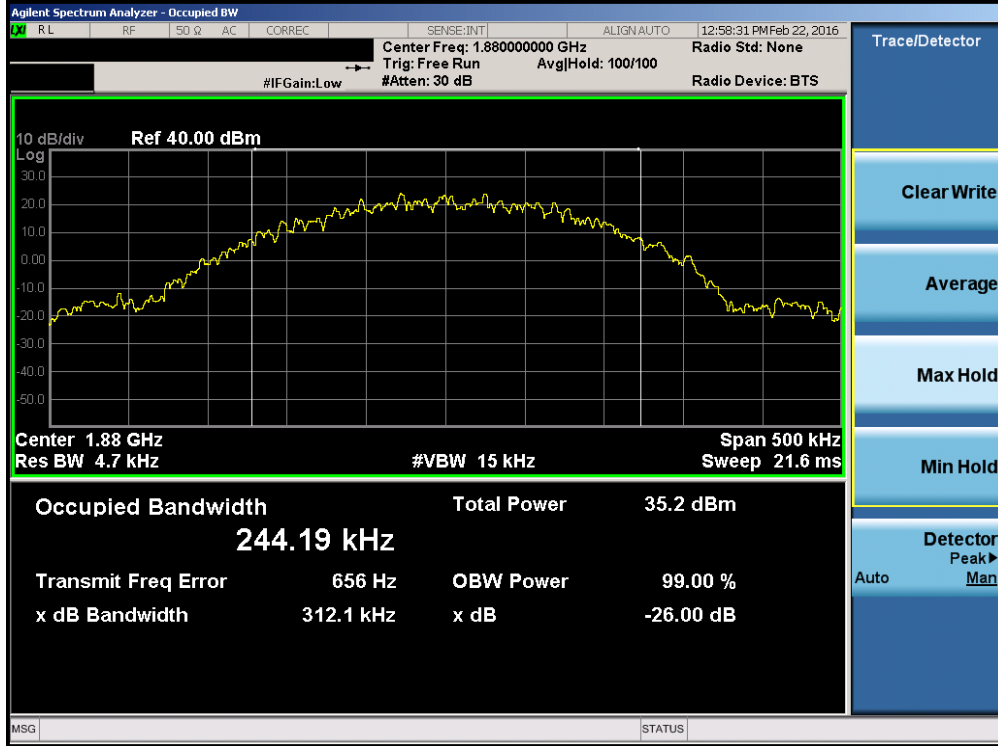 Agilent Spectrum Analyzer - Occupied BW
LXI RL RF 50 Ω AC CORREC SENSE:INT ALIGN AUTO 12:58:31 PM Feb 22, 2016
Center Freq: 1.880000000 GHz Radio Std: None
Trig: Free Run Avg|Hold: 100/100
#IFGain:Low #Atten: 30 dB Radio Device: BTS
10 dB/div Ref 40.00 dBm
Log
30.0
20.0
10.0
0.00
-10.0
-20.0
-30.0
-40.0
-50.0
Center 1.88 GHz Span 500 kHz
Res BW 4.7 kHz #VBW 15 kHz Sweep 21.6 ms
Occupied Bandwidth Total Power 35.2 dBm
244.19 kHz
Transmit Freq Error 656 Hz OBW Power 99.00 %
x dB Bandwidth 312.1 kHz x dB -26.00 dB
MSG STATUS
Trace/Detector
Clear Write
Average
Max Hold
Min Hold
Detector
Peak▶
Auto Man